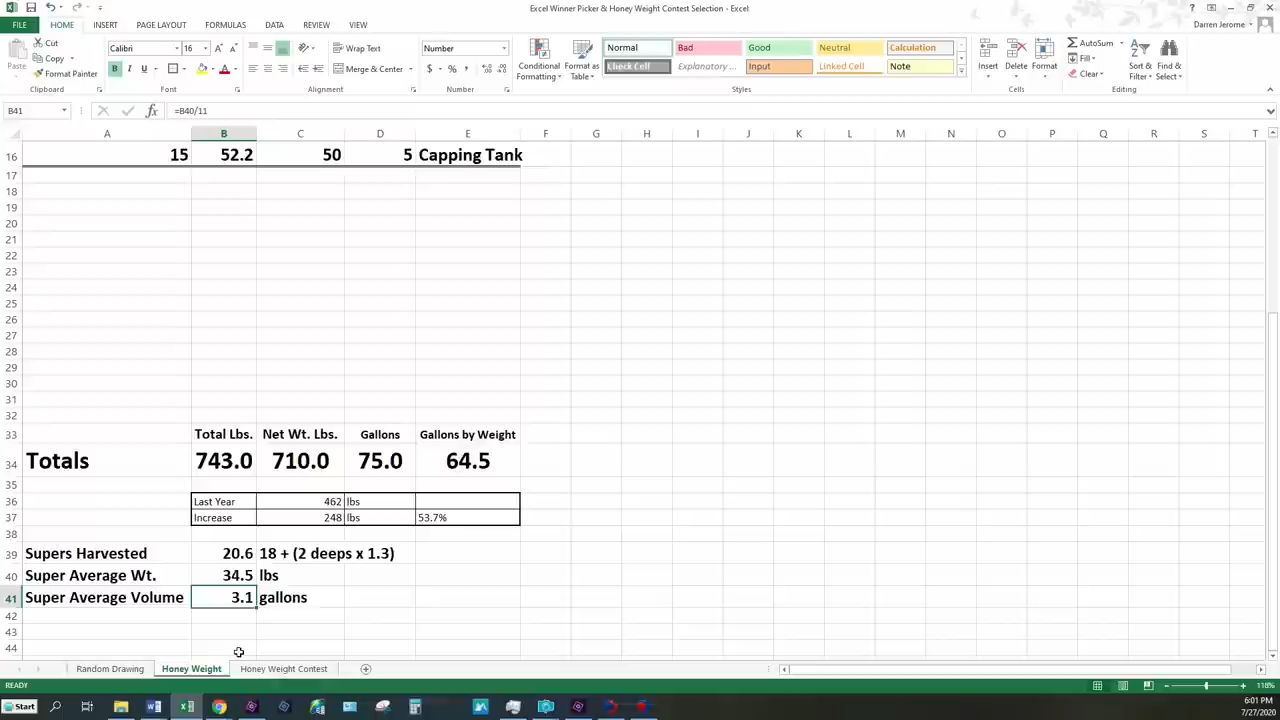 Excel Winner Picker & Honey Weight Contest Selection - Excel
Darren Jerome
FILE HOME INSERT PAGE LAYOUT FORMULAS DATA REVIEW VIEW
Paste
Cut
Copy
Format Painter
Calibri 16
B I U
Wrap Text
Merge & Center
Number
$ % ,
Conditional Formatting
Format as Table
Normal Bad Good Neutral Calculation
Check Cell Explanatory ... Input Linked Cell Note
Insert Delete Format
AutoSum
Fill
Clear
Sort & Filter
Find & Select
Clipboard Font Alignment Number Styles Cells Editing
B41 fx =B40/11
A B C D E F G H I J K L M N O P Q R S T
16 15 52.2 50 5 Capping Tank
17
18
19
20
21
22
23
24
25
26
27
28
29
30
31
32
33 Total Lbs. Net Wt. Lbs. Gallons Gallons by Weight
34 Totals 743.0 710.0 75.0 64.5
35
36 Last Year 462 lbs
37 Increase 248 lbs 53.7%
38
39 Supers Harvested 20.6 18 + (2 deeps x 1.3)
40 Super Average Wt. 34.5 lbs
41 Super Average Volume 3.1 gallons
42
43
44
Random Drawing Honey Weight Honey Weight Contest
READY
118%
Start
6:01 PM
7/27/2020